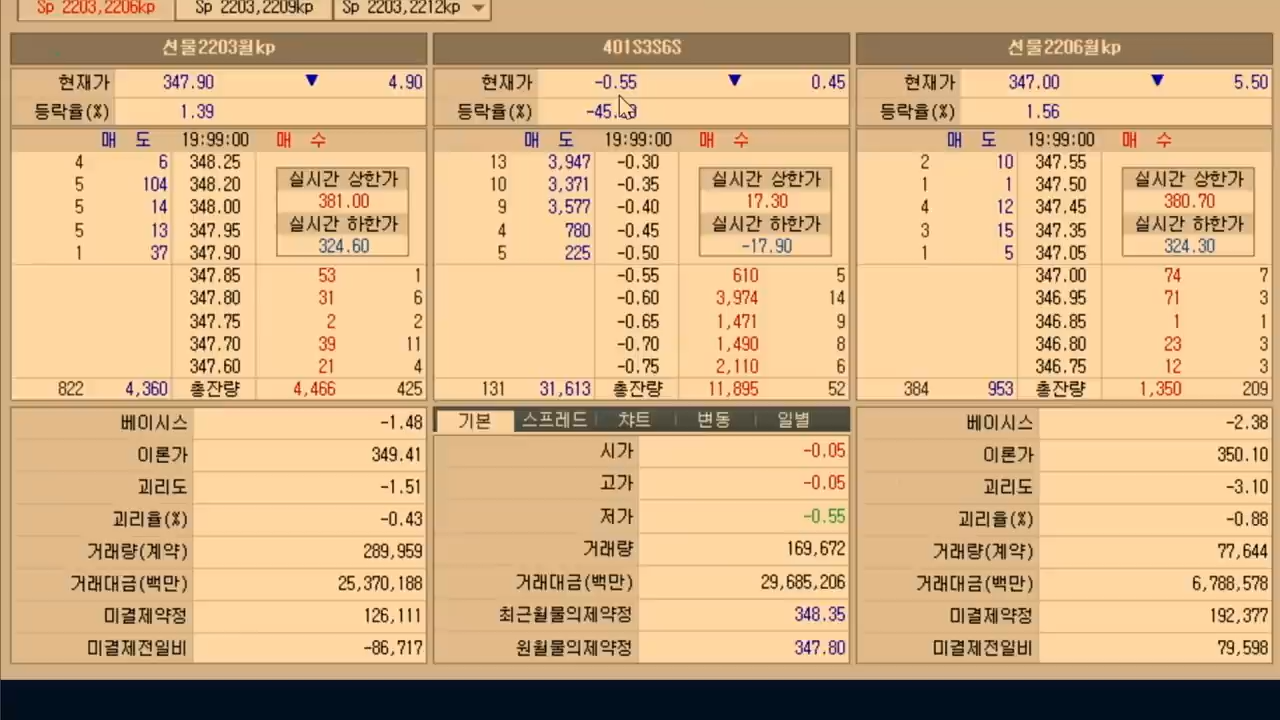 Sp 2203,2206kp Sp 2203,2209kp Sp 2203,2212kp
선물2203월kp
현재가 347.90 ▼ 4.90
등락율(%) 1.39
매 도 19:99:00 매 수
4 6 348.25
5 104 348.20
5 14 348.00
5 13 347.95
1 37 347.90
실시간 상한가
381.00
실시간 하한가
324.60
347.85 53 1
347.80 31 6
347.75 2 2
347.70 39 11
347.60 21 4
822 4,360 총잔량 4,466 425
베이시스 -1.48
이론가 349.41
괴리도 -1.51
괴리율(%) -0.43
거래량(계약) 289,959
거래대금(백만) 25,370,188
미결제약정 126,111
미결제전일비 -86,717
401S3S6S
현재가 -0.55 ▼ 0.45
등락율(%)
매 도 19:99:00 매 수
13 3,947 -0.30
10 3,371 -0.35
9 3,577 -0.40
4 780 -0.45
5 225 -0.50
실시간 상한가
17.30
실시간 하한가
-17.90
-0.55 610 5
-0.60 3,974 14
-0.65 1,471 9
-0.70 1,490 8
-0.75 2,110 6
131 31,613 총잔량 11,895 52
기본 스프레드 챠트 변동 일별
시가 -0.05
고가 -0.05
저가 -0.55
거래량 169,672
거래대금(백만) 29,685,206
최근월물의제약정 348.35
원월물의제약정 347.80
선물2206월kp
현재가 347.00 ▼ 5.50
등락율(%) 1.56
매 도 19:99:00 매 수
2 10 347.55
1 1 347.50
4 12 347.45
3 15 347.35
1 5 347.05
실시간 상한가
380.70
실시간 하한가
324.30
347.00 74 7
346.95 71 3
346.85 1 1
346.80 23 3
346.75 12 3
384 953 총잔량 1,350 209
베이시스 -2.38
이론가 350.10
괴리도 -3.10
괴리율(%) -0.88
거래량(계약) 77,644
거래대금(백만) 6,788,578
미결제약정 192,377
미결제전일비 79,598